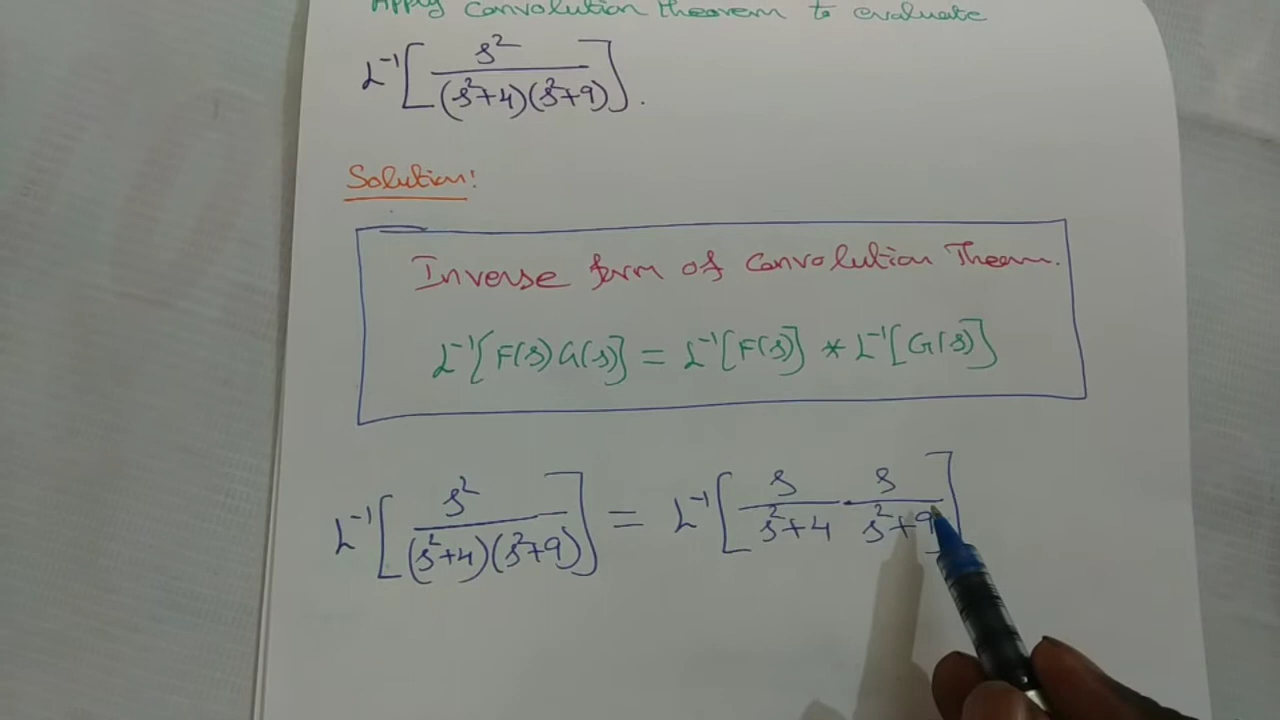 Apply Convolution theorem to evaluate
L⁻¹[ s² / (s²+4)(s²+9) ].
Solution:
Inverse form of Convolution Theorem.
L⁻¹[F(s)G(s)] = L⁻¹[F(s)] * L⁻¹[G(s)]
L⁻¹[ s² / (s²+4)(s²+9) ] = L⁻¹[ s / s²+4 · s / s²+9 ]